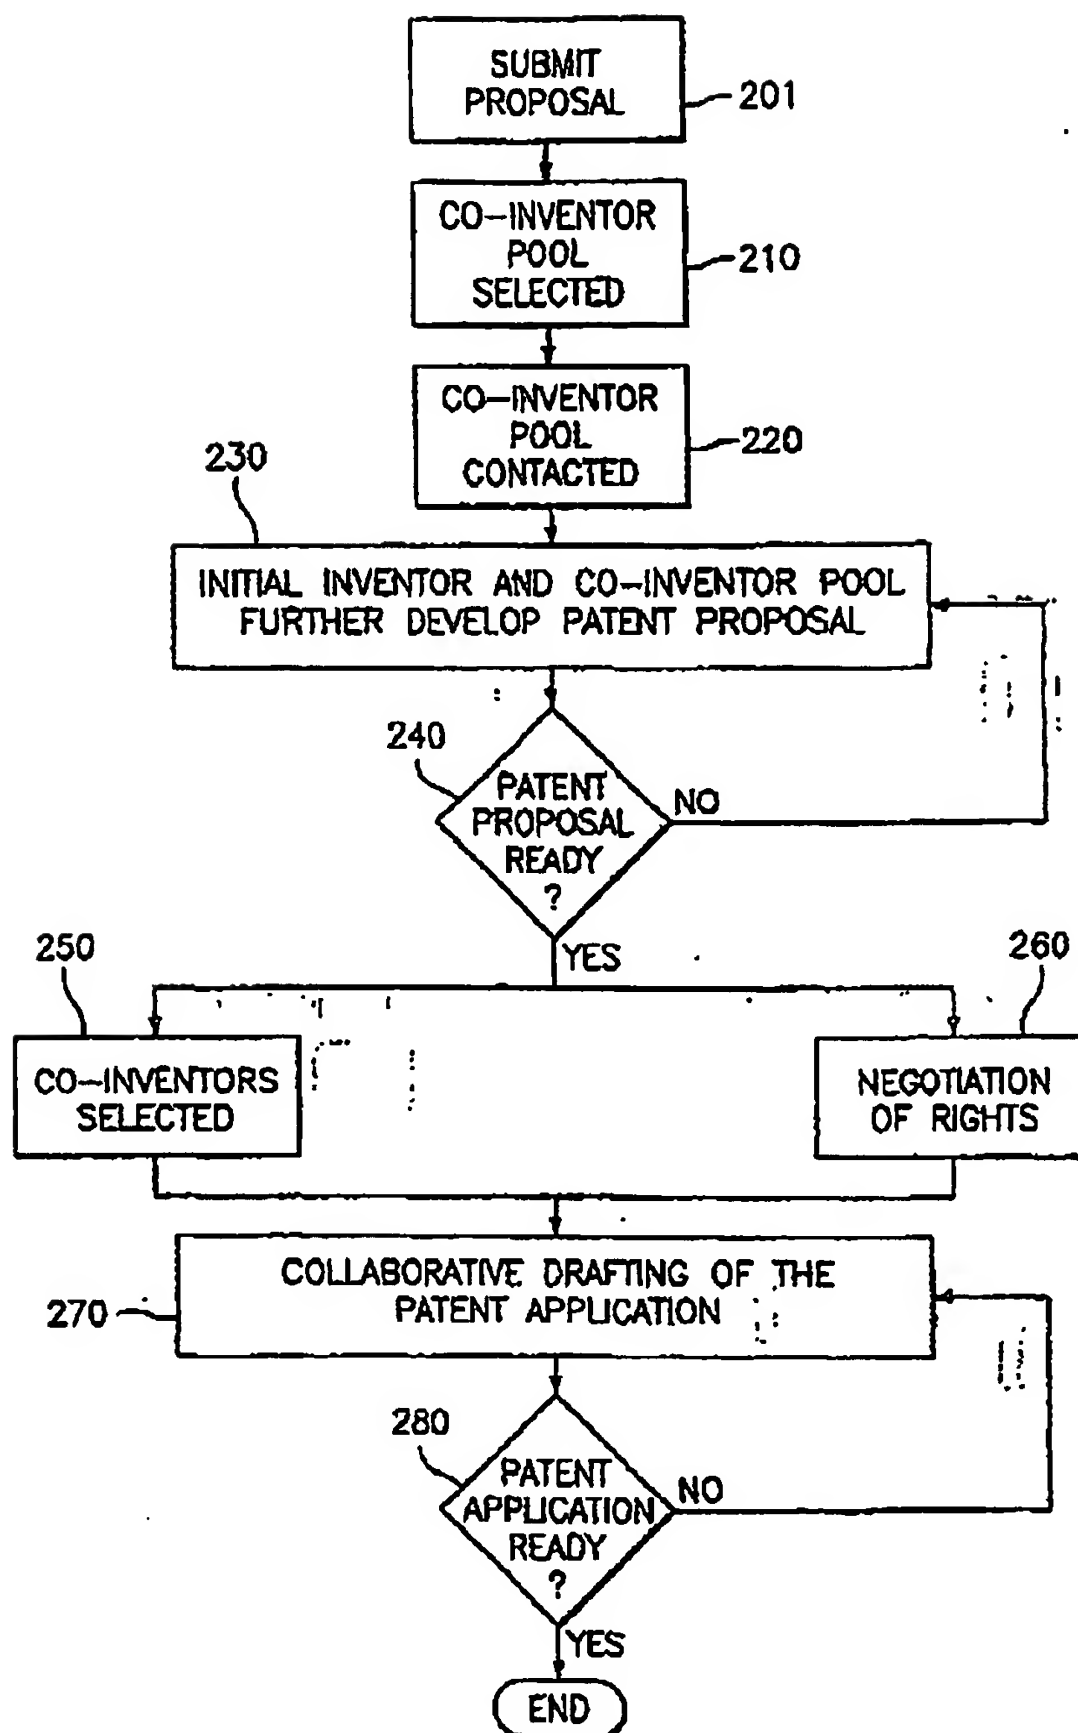 SUBMIT
PROPOSAL
201
CO-INVENTOR
POOL
SELECTED
210
CO-INVENTOR
POOL
CONTACTED
220
230
INITIAL INVENTOR AND CO-INVENTOR POOL
FURTHER DEVELOP PATENT PROPOSAL
240
PATENT
PROPOSAL
READY
?
NO
YES
250
CO-INVENTORS
SELECTED
260
NEGOTIATION
OF RIGHTS
270
COLLABORATIVE DRAFTING OF THE
PATENT APPLICATION
280
PATENT
APPLICATION
READY
?
NO
YES
END